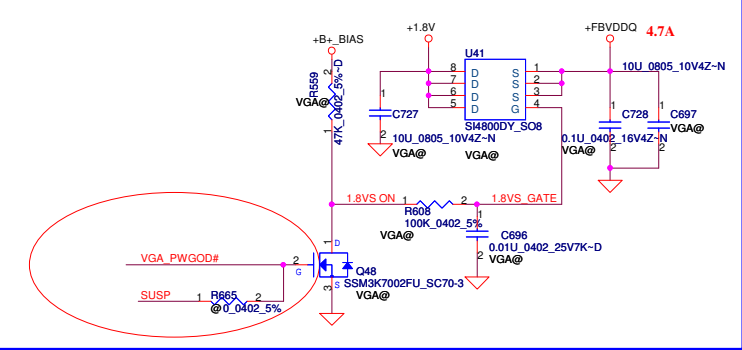 +B+_BIAS
+1.8V
+FBVDDQ
4.7A
U41
8 D S 1
7 D S 2
6 D S 3
5 D G 4
SI4800DY_SO8
VGA@
10U_0805_10V4Z~N
2
R559
VGA@
47K_0402_5%~D
1
1
C727
2
10U_0805_10V4Z~N
VGA@
1
C728
0.1U_0402_16V4Z~N
VGA@
2
1
C697
VGA@
2
1.8VS ON
1
2
R608
100K_0402_5%
VGA@
1.8VS_GATE
1
C696
0.01U_0402_25V7K~D
VGA@
2
1
D
VGA_PWGOD#
2
G
Q48
SSM3K7002FU_SC70-3
VGA@
3
S
SUSP
1
R665
2
@0_0402_5%